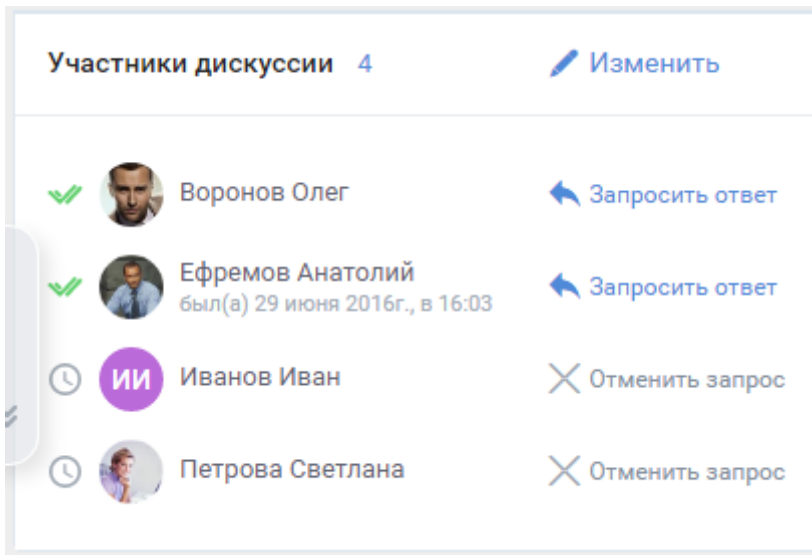 Участники дискуссии 4 Изменить
Воронов Олег Запросить ответ
Ефремов Анатолий Запросить ответ
был(а) 29 июня 2016г., в 16:03
ИИ Иванов Иван Отменить запрос
Петрова Светлана Отменить запрос